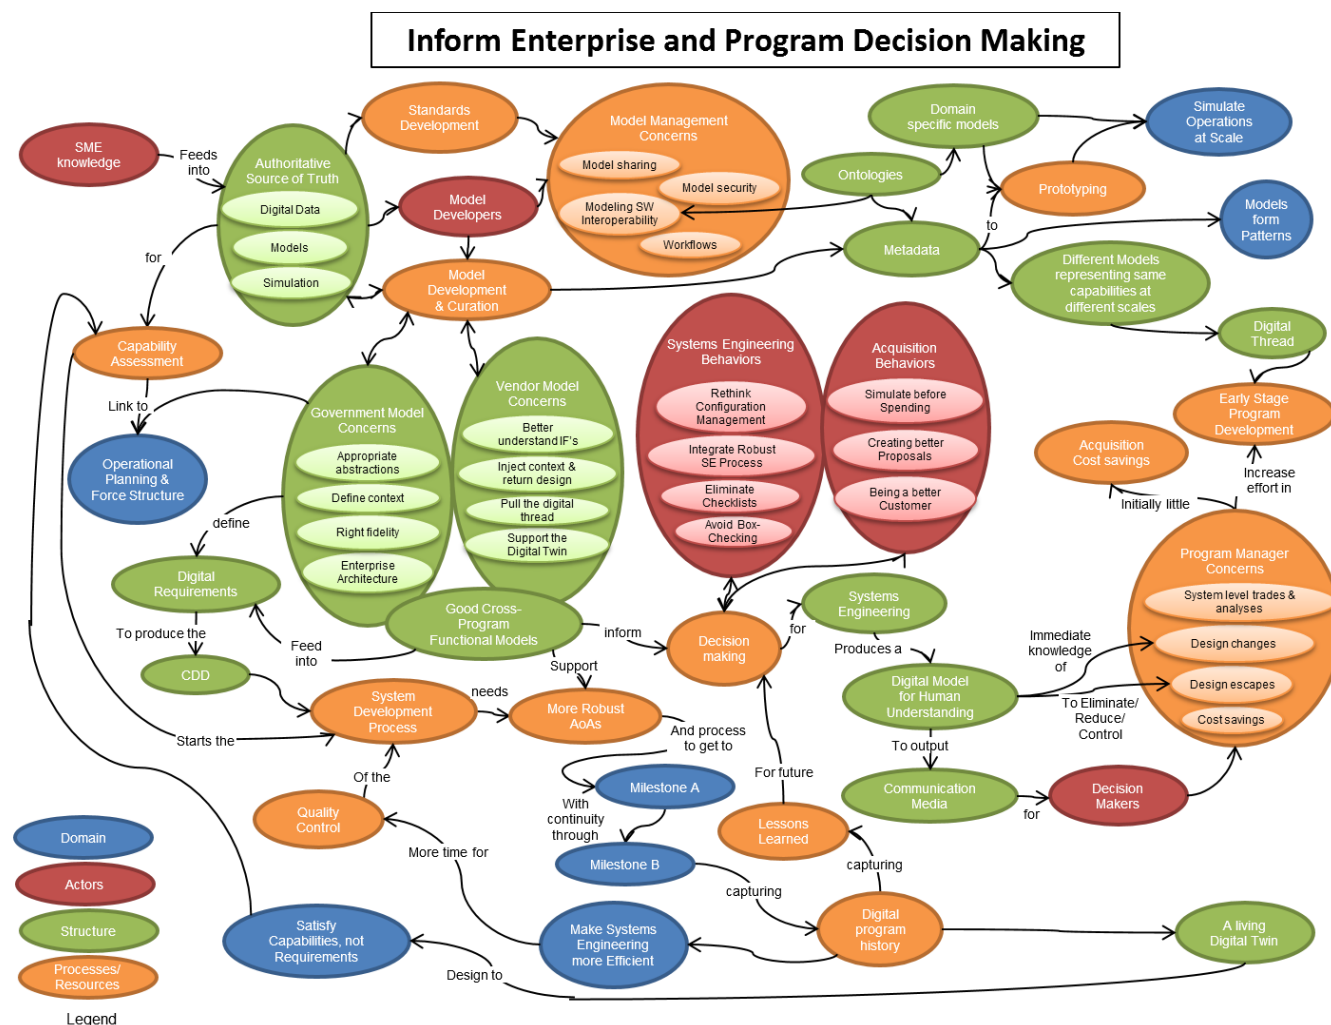 Inform Enterprise and Program Decision Making
SME
knowledge
Feeds
into
Authoritative
Source of Truth
Digital Data
Models
Simulation
Standards
Development
Model
Developers
Model
Development
& Curation
Model Management
Concerns
Model sharing
Model security
Modeling SW
Interoperability
Workflows
Domain
specific models
Ontologies
Metadata
to
Prototyping
Simulate
Operations
at Scale
Models
form
Patterns
Different Models
representing same
capabilities at
different scales
Digital
Thread
Early Stage
Program
Development
Increase
effort in
Acquisition
Cost savings
Initially little
for
Capability
Assessment
Link to
Operational
Planning &
Force Structure
Government Model
Concerns
Appropriate
abstractions
Define context
Right fidelity
Enterprise
Architecture
Vendor Model
Concerns
Better
understand IF's
Inject context &
return design
Pull the digital
thread
Support the
Digital Twin
Systems Engineering
Behaviors
Rethink
Configuration
Management
Integrate Robust
SE Process
Eliminate
Checklists
Avoid Box-
Checking
Acquisition
Behaviors
Simulate before
Spending
Creating better
Proposals
Being a better
Customer
Program Manager
Concerns
System level trades &
analyses
Design changes
Design escapes
Cost savings
define
Digital
Requirements
To produce the
CDD
Feed
into
Good Cross-
Program
Functional Models
inform
Support
Decision
making
for
Systems
Engineering
Produces a
Digital Model
for Human
Understanding
Immediate
knowledge
of
To Eliminate/
Reduce/
Control
To output
Communication
Media
for
Decision
Makers
Starts the
System
Development
Process
needs
More Robust
AoAs
And process
to get to
Milestone A
With
continuity
through
Milestone B
capturing
Digital
program
history
capturing
Lessons
Learned
For future
Of the
Quality
Control
More time for
Make Systems
Engineering
more Efficient
A living
Digital Twin
Design to
Satisfy
Capabilities, not
Requirements
Domain
Actors
Structure
Processes/
Resources
Legend